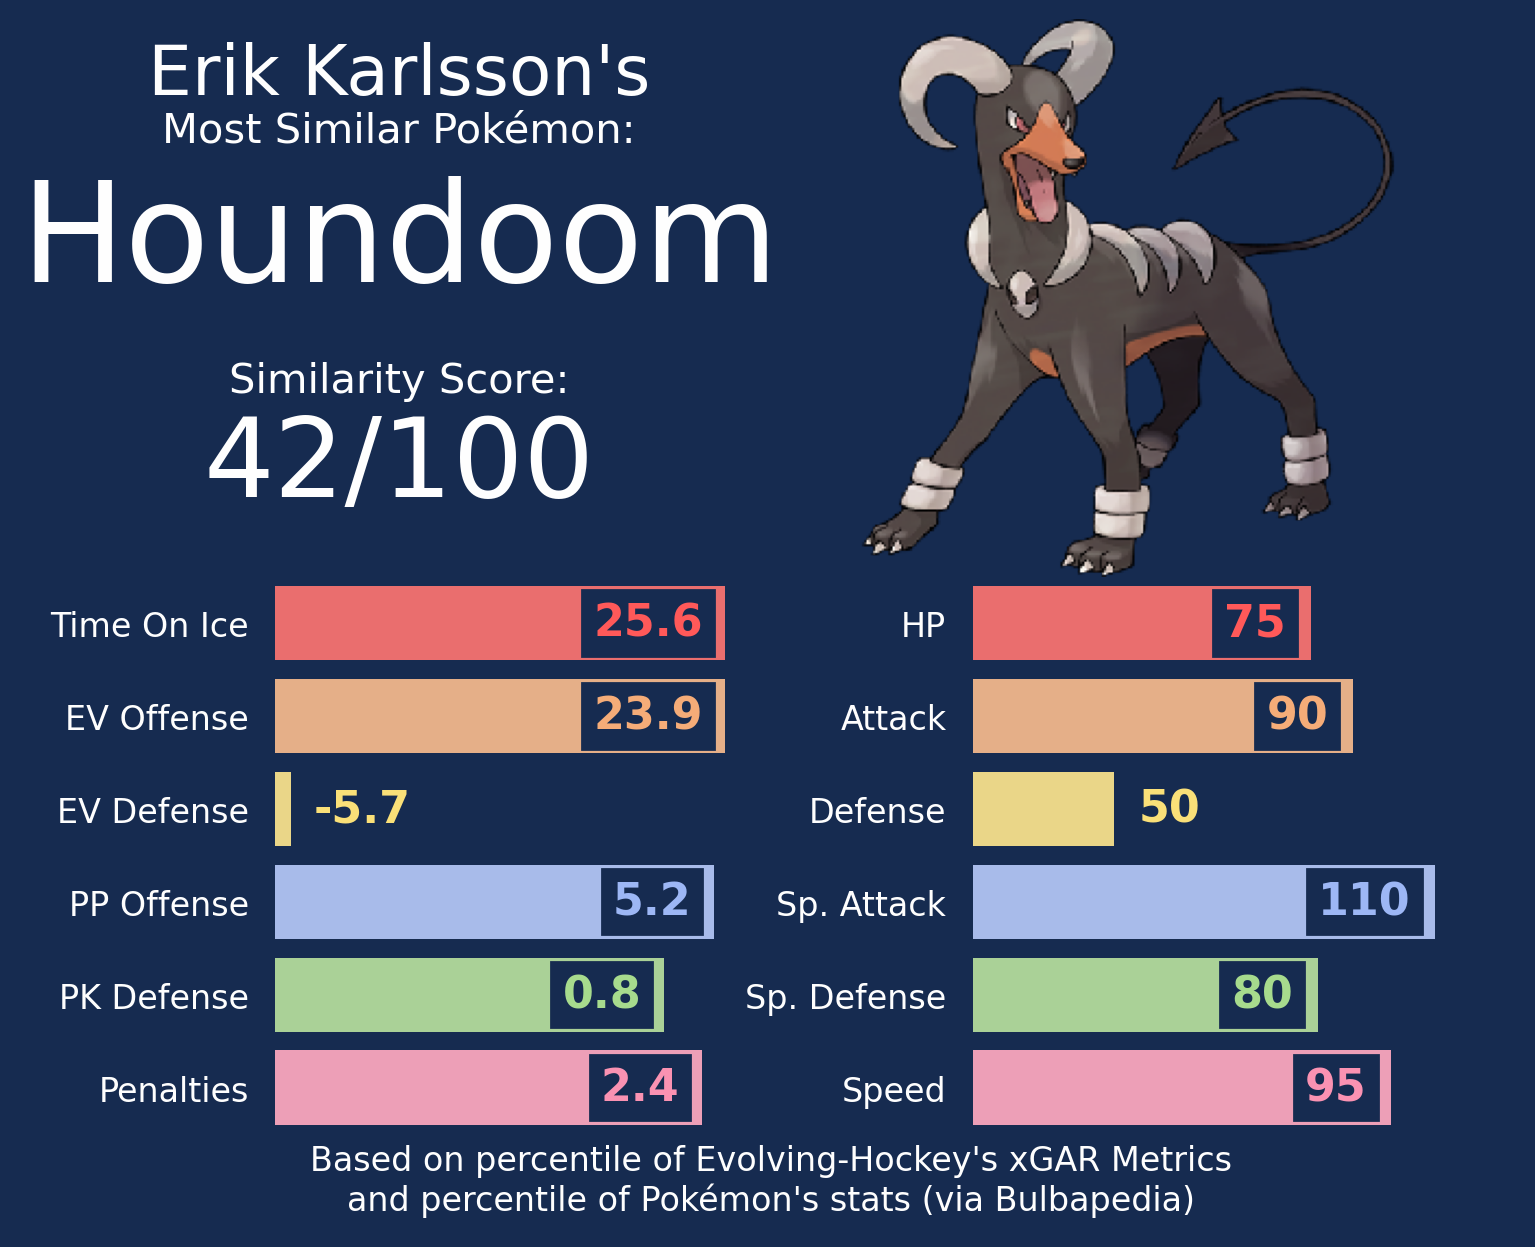 Erik Karlsson's
Most Similar Pokémon:
Houndoom
Similarity Score:
42/100
Time On Ice 25.6
EV Offense 23.9
EV Defense -5.7
PP Offense 5.2
PK Defense 0.8
Penalties 2.4
HP 75
Attack 90
Defense 50
Sp. Attack 110
Sp. Defense 80
Speed 95
Based on percentile of Evolving-Hockey's xGAR Metrics
and percentile of Pokémon's stats (via Bulbapedia)